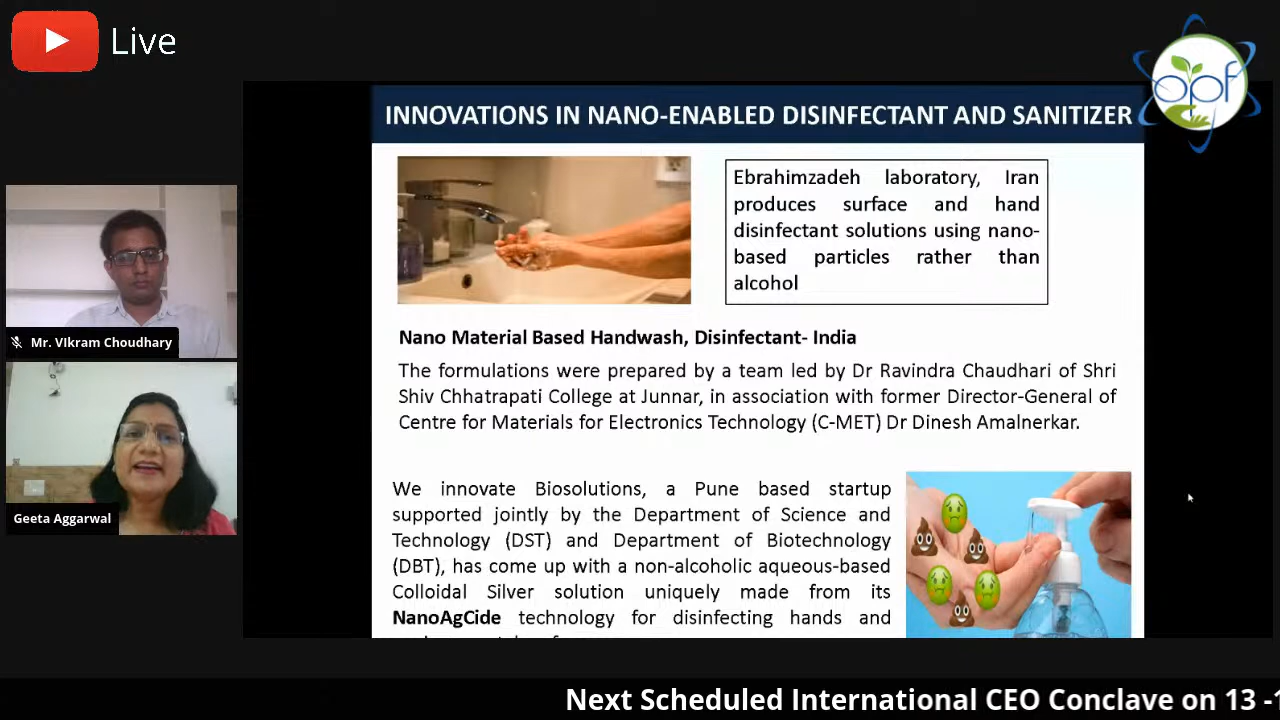 Live
opf
INNOVATIONS IN NANO-ENABLED DISINFECTANT AND SANITIZER
Ebrahimzadeh laboratory, Iran
produces surface and hand
disinfectant solutions using nano-
based particles rather than
alcohol
Mr. VIkram Choudhary
Geeta Aggarwal
Nano Material Based Handwash, Disinfectant- India
The formulations were prepared by a team led by Dr Ravindra Chaudhari of Shri
Shiv Chhatrapati College at Junnar, in association with former Director-General of
Centre for Materials for Electronics Technology (C-MET) Dr Dinesh Amalnerkar.
We innovate Biosolutions, a Pune based startup
supported jointly by the Department of Science and
Technology (DST) and Department of Biotechnology
(DBT), has come up with a non-alcoholic aqueous-based
Colloidal Silver solution uniquely made from its
NanoAgCide technology for disinfecting hands and
Next Scheduled International CEO Conclave on 13 -